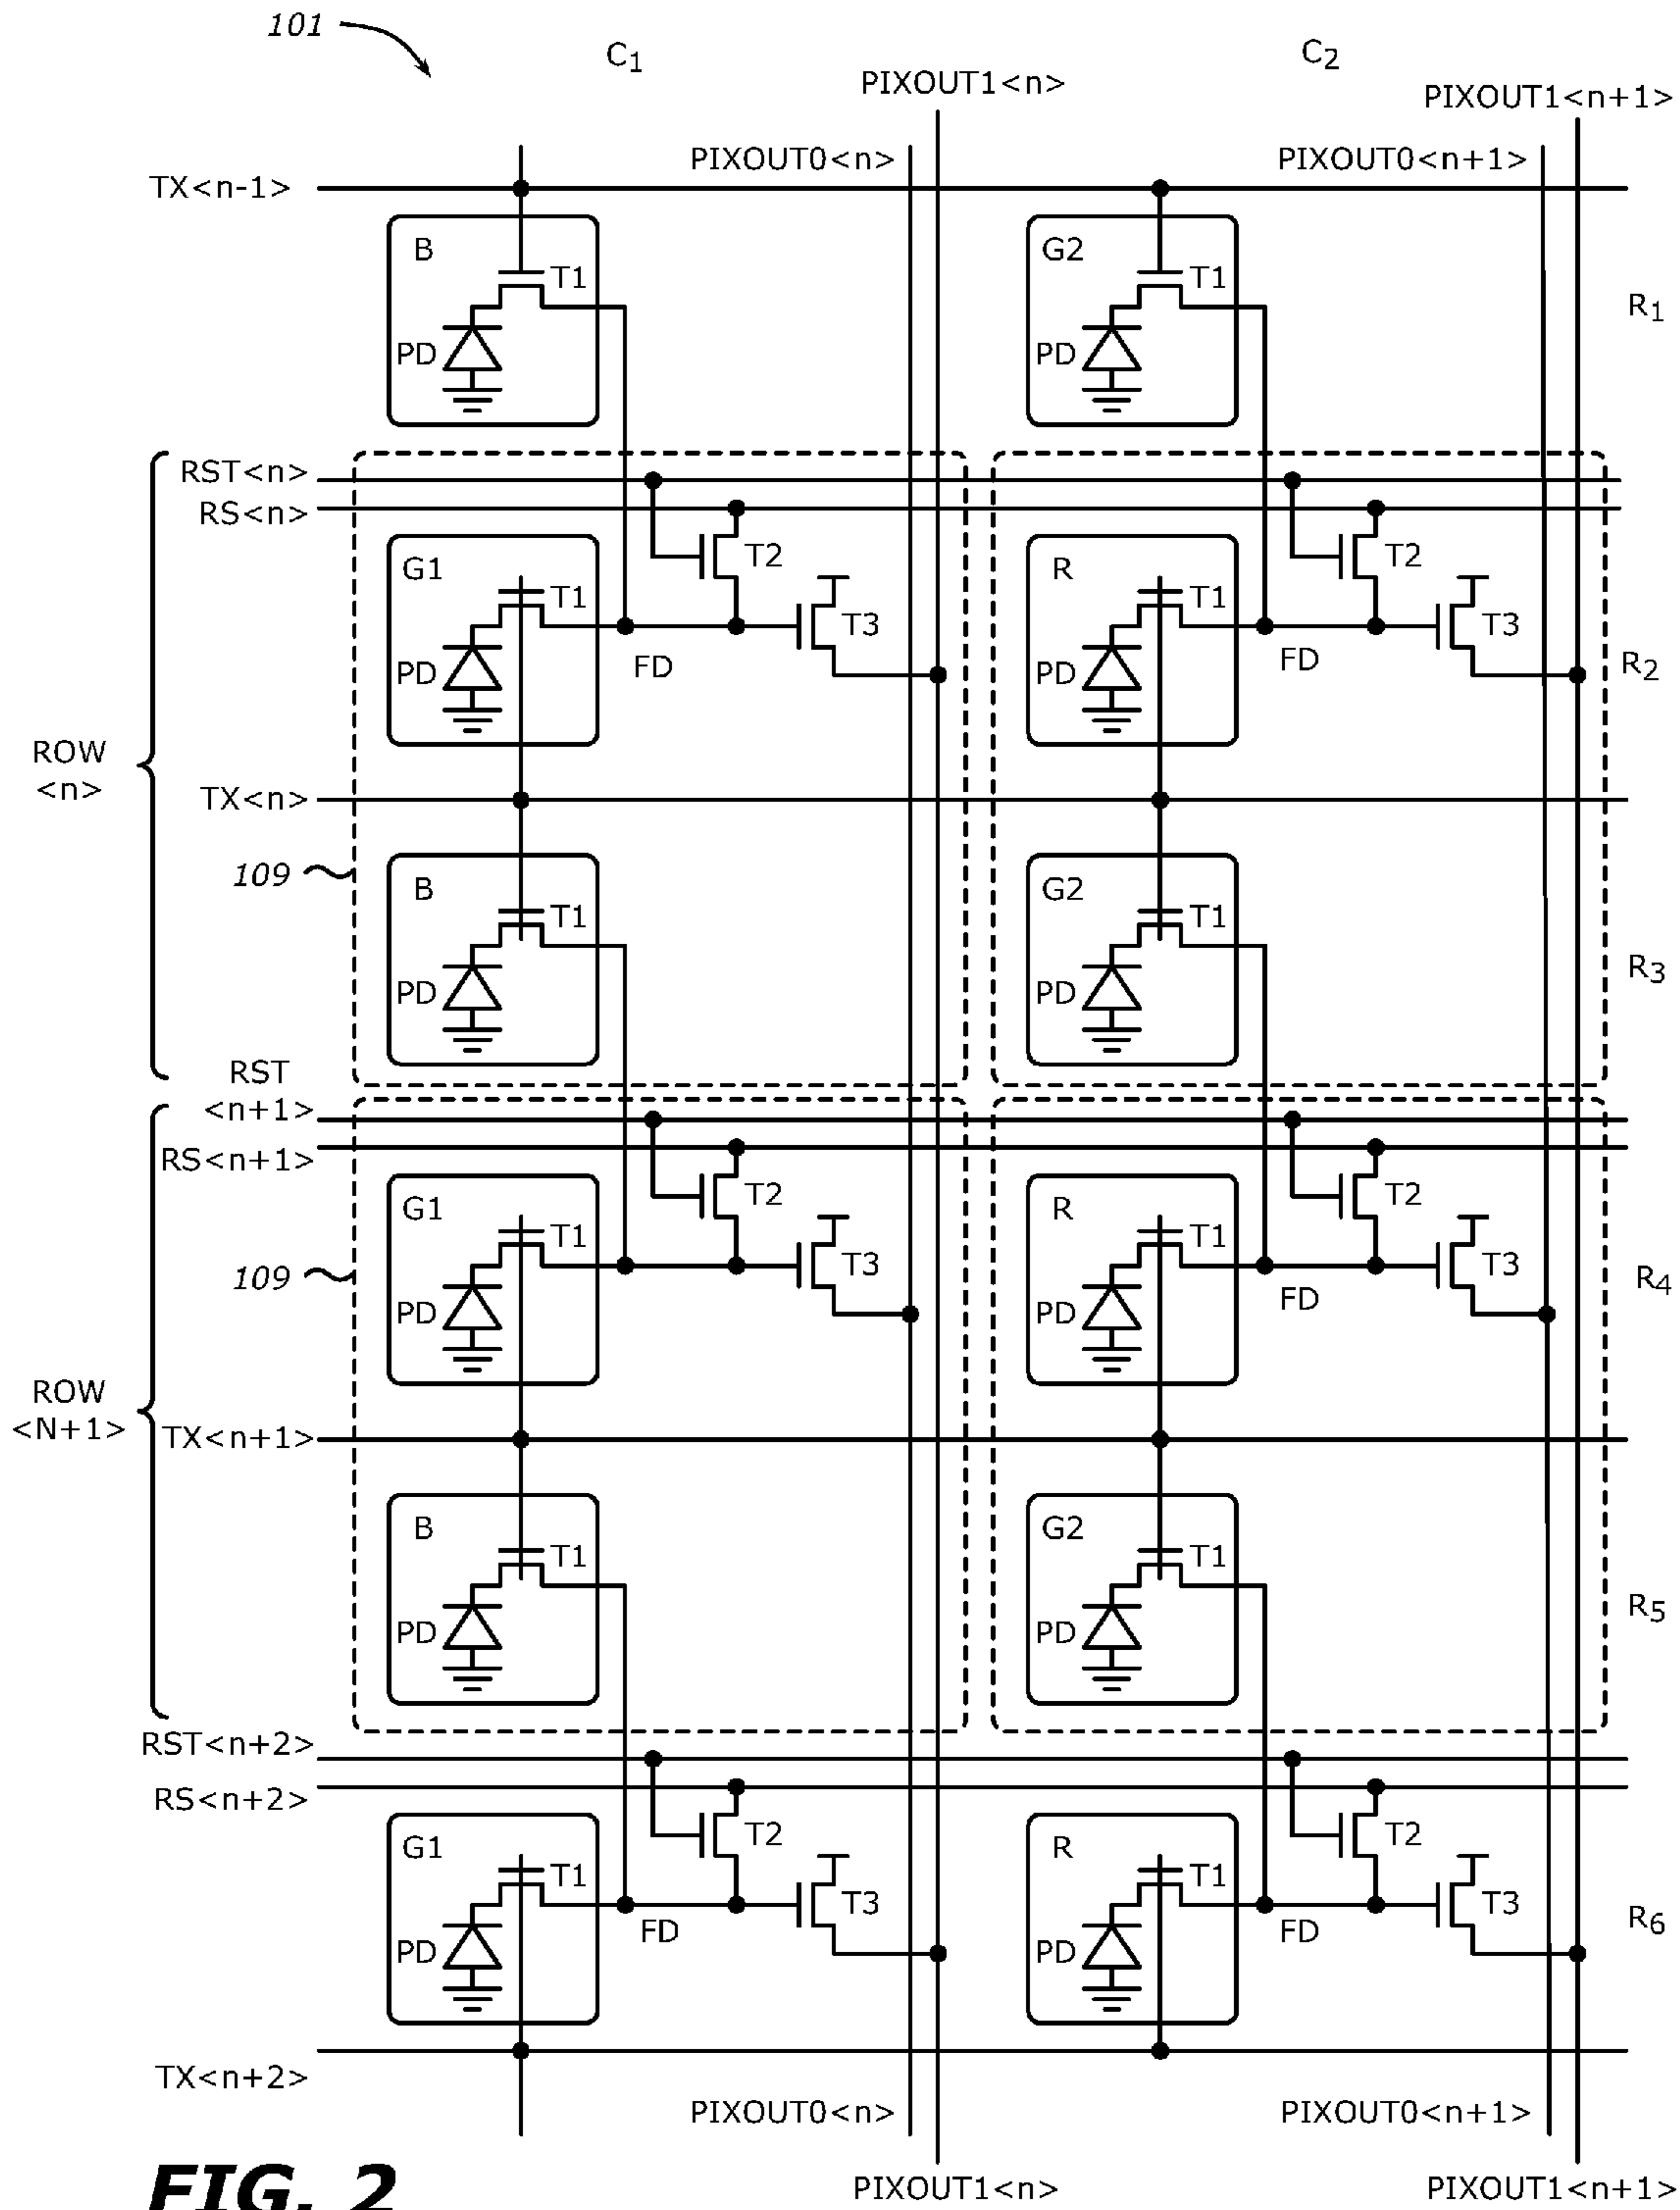 101
C1
C2
PIXOUT1<n>
PIXOUT1<n+1>
PIXOUT0<n>
PIXOUT0<n+1>
TX<n-1>
B
T1
PD
G2
T1
PD
R1
RST<n>
RS<n>
T2
T2
G1
T1
T3
PD
FD
R
T1
T3
PD
FD
R2
ROW
<n>
TX<n>
109
B
T1
PD
G2
T1
PD
R3
RST
<n+1>
RS<n+1>
T2
T2
G1
T1
T3
PD
R
T1
T3
PD
FD
R4
109
ROW
<N+1>
TX<n+1>
B
T1
PD
G2
T1
PD
R5
RST<n+2>
RS<n+2>
T2
T2
G1
T1
T3
PD
FD
R
T1
T3
PD
FD
R6
TX<n+2>
PIXOUT0<n>
PIXOUT0<n+1>
PIXOUT1<n>
PIXOUT1<n+1>
FIG. 2